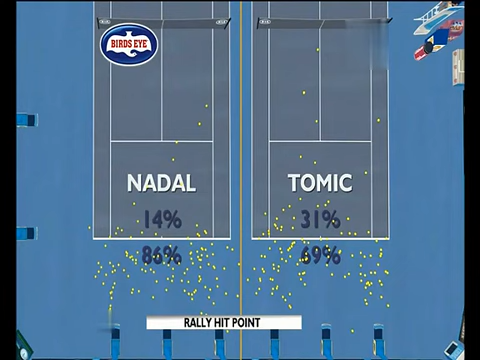 BIRDS EYE
NADAL
TOMIC
14%
31%
86%
69%
RALLY HIT POINT